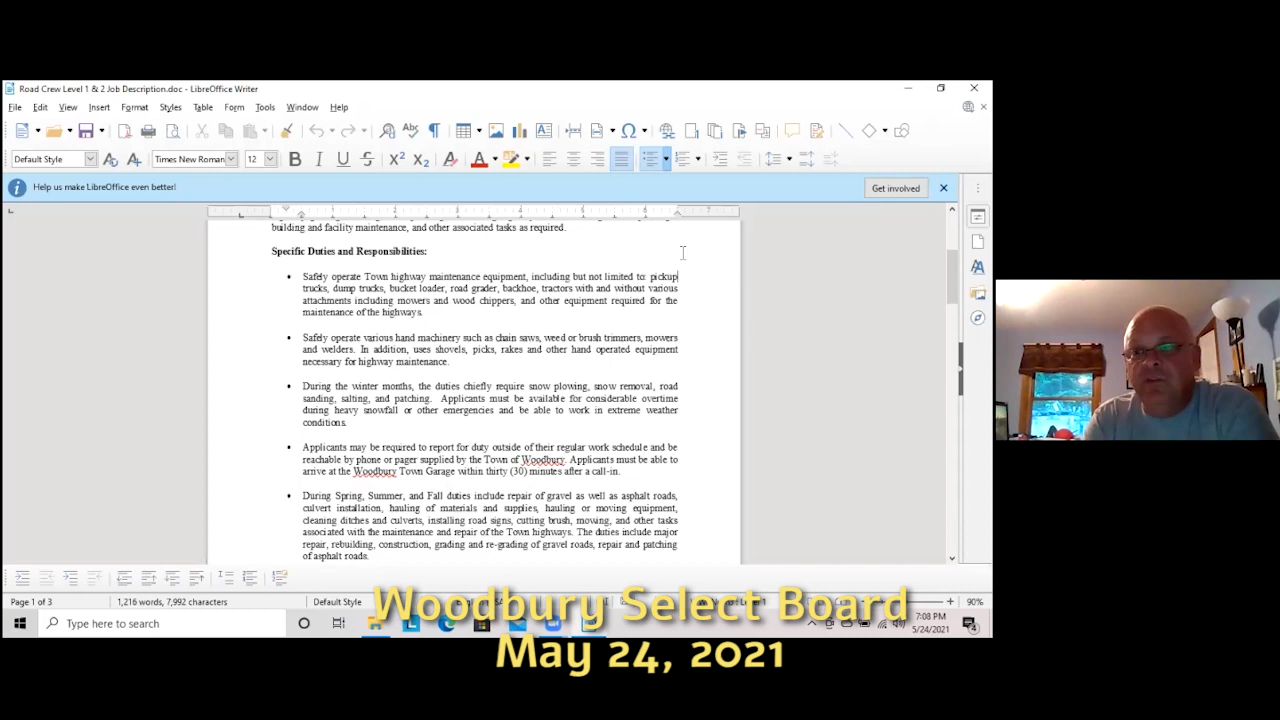 Road Crew Level 1 & 2 Job Description.doc - LibreOffice Writer
File Edit View Insert Format Styles Table Form Tools Window Help
Default Style Times New Roman 12
Help us make LibreOffice even better! Get involved
building and facility maintenance, and other associated tasks as required.
Specific Duties and Responsibilities:
• Safely operate Town highway maintenance equipment, including but not limited to: pickup
trucks, dump trucks, bucket loader, road grader, backhoe, tractors with and without various
attachments including mowers and wood chippers, and other equipment required for the
maintenance of the highways.
• Safely operate various hand machinery such as chain saws, weed or brush trimmers, mowers
and welders. In addition, uses shovels, picks, rakes and other hand operated equipment
necessary for highway maintenance.
• During the winter months, the duties chiefly require snow plowing, snow removal, road
sanding, salting, and patching. Applicants must be available for considerable overtime
during heavy snowfall or other emergencies and be able to work in extreme weather
conditions.
• Applicants may be required to report for duty outside of their regular work schedule and be
reachable by phone or pager supplied by the Town of Woodbury. Applicants must be able to
arrive at the Woodbury Town Garage within thirty (30) minutes after a call-in.
• During Spring, Summer, and Fall duties include repair of gravel as well as asphalt roads,
culvert installation, hauling of materials and supplies, hauling or moving equipment,
cleaning ditches and culverts, installing road signs, cutting brush, mowing, and other tasks
associated with the maintenance and repair of the Town highways. The duties include major
repair, rebuilding, construction, grading and re-grading of gravel roads, repair and patching
of asphalt roads.
Page 1 of 3 1,216 words, 7,992 characters Default Style 90%
Type here to search 7:08 PM
5/24/2021
Woodbury Select Board
May 24, 2021